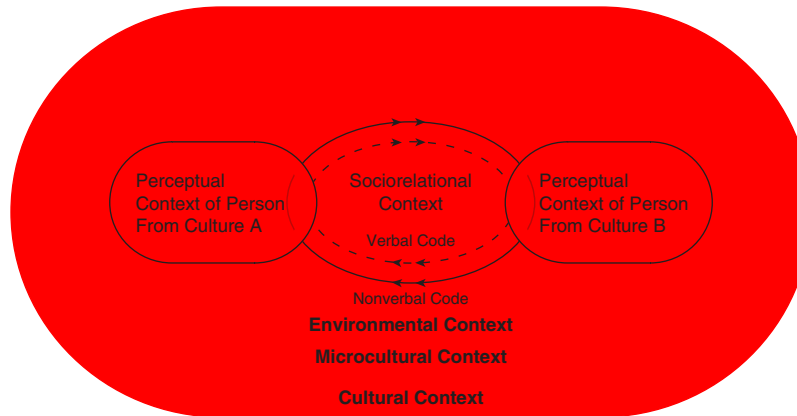 Perceptual
Context of Person
From Culture A
Sociorelational
Context
Perceptual
Context of Person
From Culture B
Verbal Code
Nonverbal Code
Environmental Context
Microcultural Context
Cultural Context